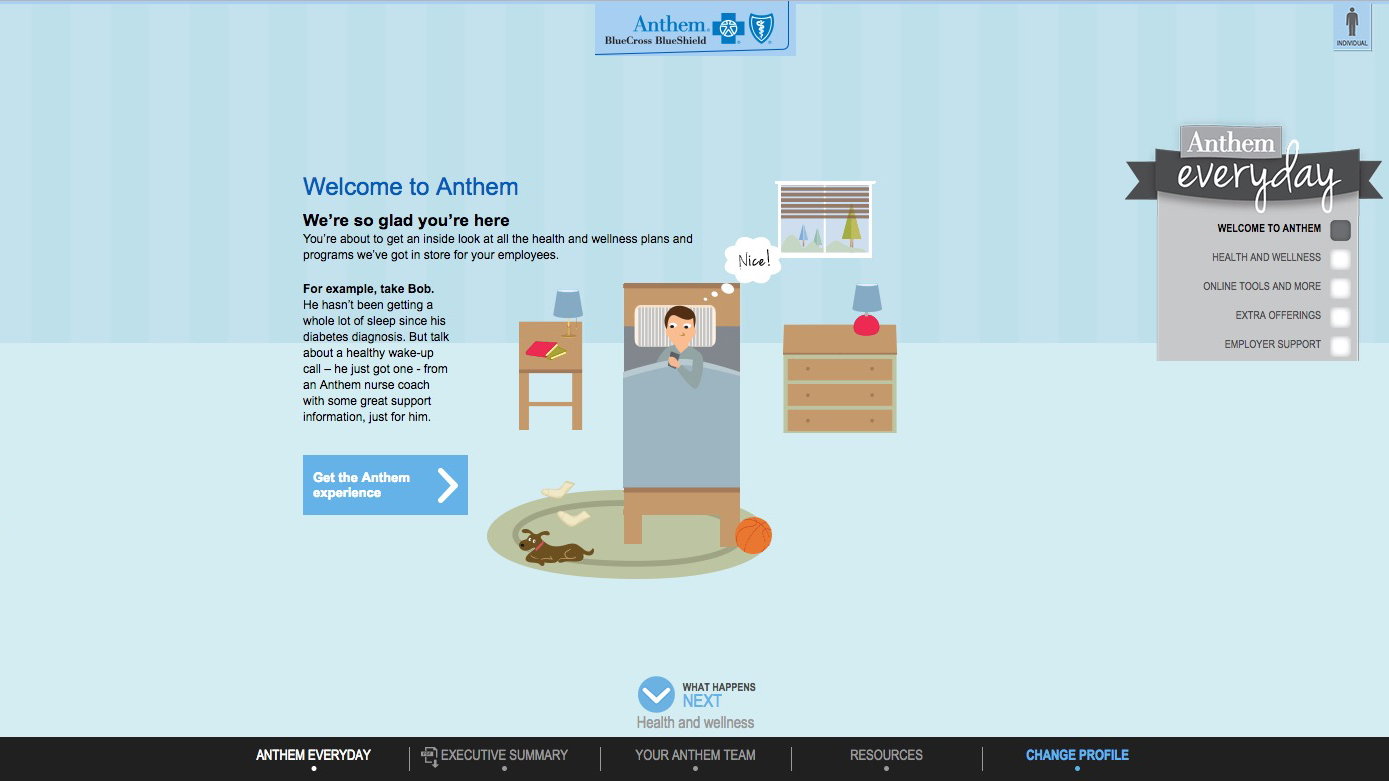 Anthem.
BlueCross BlueShield
INDIVIDUAL
Anthem
everyday
WELCOME TO ANTHEM
HEALTH AND WELLNESS
ONLINE TOOLS AND MORE
EXTRA OFFERINGS
EMPLOYER SUPPORT
Welcome to Anthem
We're so glad you're here
You're about to get an inside look at all the health and wellness plans and
programs we've got in store for your employees.
Nice!
For example, take Bob.
He hasn't been getting a
whole lot of sleep since his
diabetes diagnosis. But talk
about a healthy wake-up
call – he just got one - from
an Anthem nurse coach
with some great support
information, just for him.
Get the Anthem
experience
WHAT HAPPENS
NEXT
Health and wellness
ANTHEM EVERYDAY
EXECUTIVE SUMMARY
YOUR ANTHEM TEAM
RESOURCES
CHANGE PROFILE